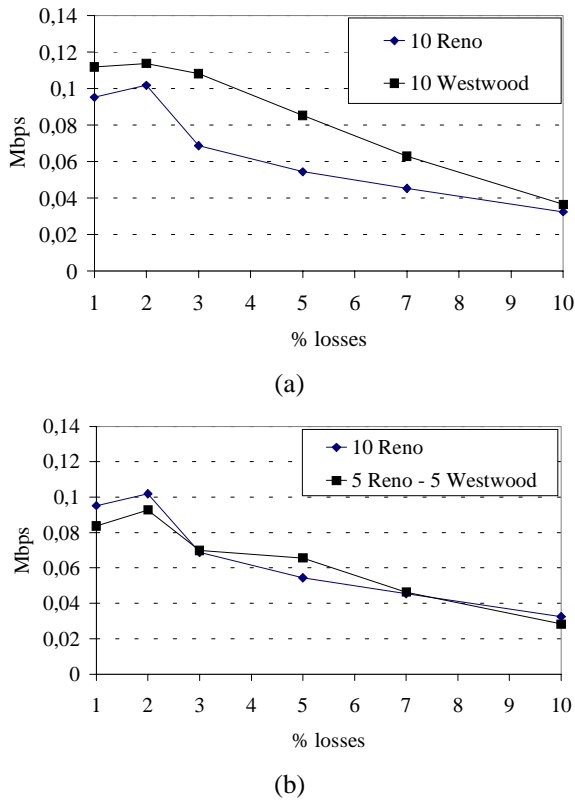 0,14
0,12
0,1
0,08
0,06
0,04
0,02
0
Mbps
10 Reno
10 Westwood
1 2 3 4 5 6 7 8 9 10
% losses
(a)
0,14
0,12
0,1
0,08
0,06
0,04
0,02
0
Mbps
10 Reno
5 Reno - 5 Westwood
1 2 3 4 5 6 7 8 9 10
% losses
(b)